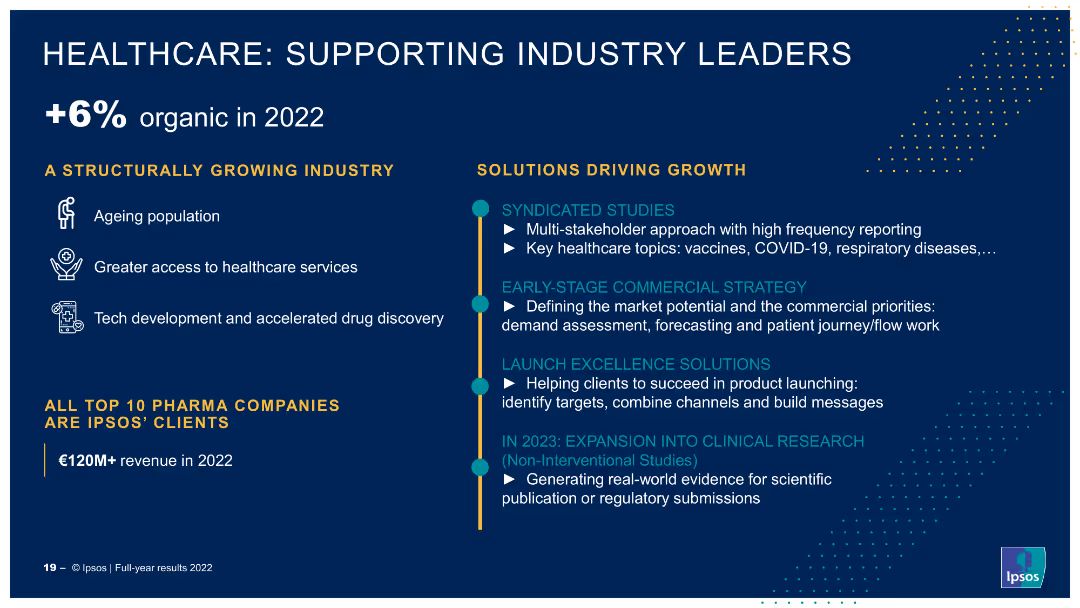 HEALTHCARE: SUPPORTING INDUSTRY LEADERS
+6% organic in 2022
A STRUCTURALLY GROWING INDUSTRY
Ageing population
Greater access to healthcare services
Tech development and accelerated drug discovery
ALL TOP 10 PHARMA COMPANIES
ARE IPSOS' CLIENTS
€120M+ revenue in 2022
SOLUTIONS DRIVING GROWTH
SYNDICATED STUDIES
► Multi-stakeholder approach with high frequency reporting
► Key healthcare topics: vaccines, COVID-19, respiratory diseases,…
EARLY-STAGE COMMERCIAL STRATEGY
► Defining the market potential and the commercial priorities:
demand assessment, forecasting and patient journey/flow work
LAUNCH EXCELLENCE SOLUTIONS
► Helping clients to succeed in product launching:
identify targets, combine channels and build messages
IN 2023: EXPANSION INTO CLINICAL RESEARCH
(Non-Interventional Studies)
► Generating real-world evidence for scientific
publication or regulatory submissions
19 – © Ipsos | Full-year results 2022
Ipsos